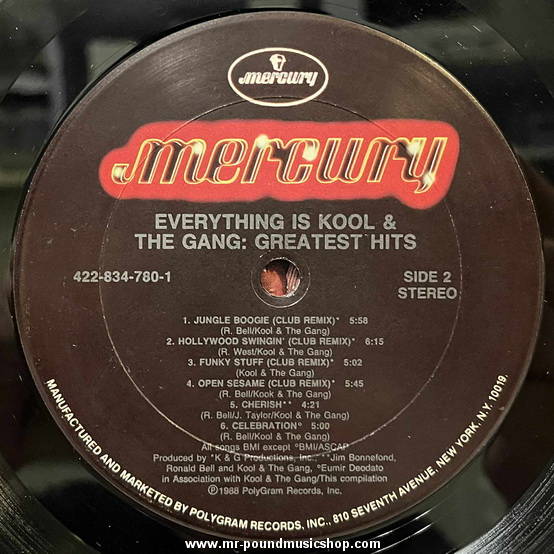 mercury
mercury
EVERYTHING IS KOOL &
THE GANG: GREATEST HITS
422-834-780-1
SIDE 2
STEREO
1. JUNGLE BOOGIE (CLUB REMIX)* 5:58
(R. Bell/Kool & The Gang)
2. HOLLYWOOD SWINGIN' (CLUB REMIX)* 6:15
(R. West/Kool & The Gang)
3. FUNKY STUFF (CLUB REMIX)* 5:02
(Kool & The Gang)
4. OPEN SESAME (CLUB REMIX)* 5:45
(R. Bell/Kook & The Gang)
5. CHERISH** 4:21
(R. Bell/J. Taylor/Kool & The Gang)
6. CELEBRATION° 5:00
(R. Bell/Kool & The Gang)
All songs BMI except °BMI/ASCAP
Produced by *K & G Productions, Inc., **Jim Bonnefond,
Ronald Bell and Kool & The Gang, °Eumir Deodato
in Association with Kool & The Gang/This compilation
℗1988 PolyGram Records, Inc.
MANUFACTURED AND MARKETED BY POLYGRAM RECORDS, INC., 810 SEVENTH AVENUE, NEW YORK, N.Y. 10019.
www.mr-poundmusicshop.com